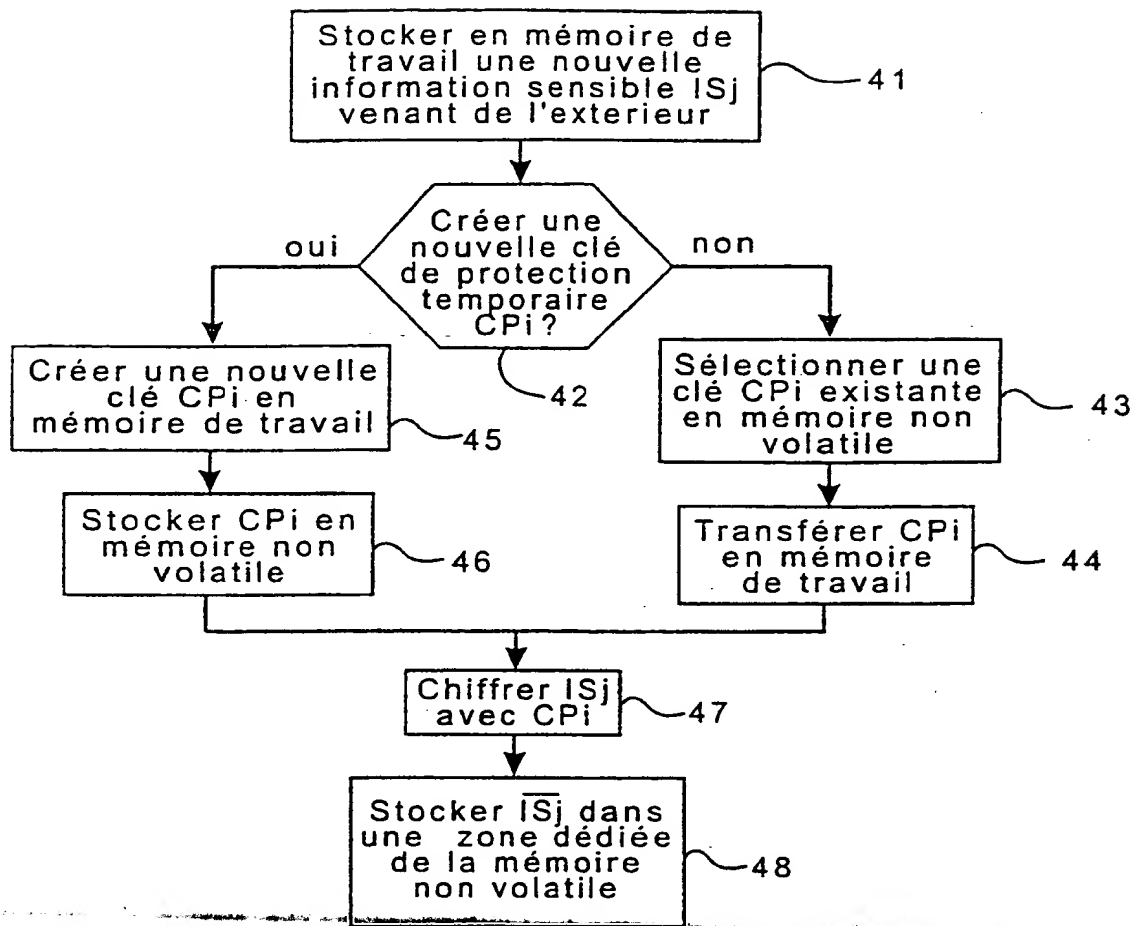 Stocker en mémoire de
travail une nouvelle
information sensible ISj
venant de l'exterieur
41
Créer une
nouvelle clé
de protection
temporaire
CPi?
oui
non
42
Créer une nouvelle
clé CPi en
mémoire de travail
45
Sélectionner une
clé CPi existante
en mémoire non
volatile
43
Stocker CPi en
mémoire non
volatile
46
Transférer CPi
en mémoire
de travail
44
Chiffrer ISj
avec CPi
47
Stocker I̅S̅j̅ dans
une zone dédiée
de la mémoire
non volatile
48